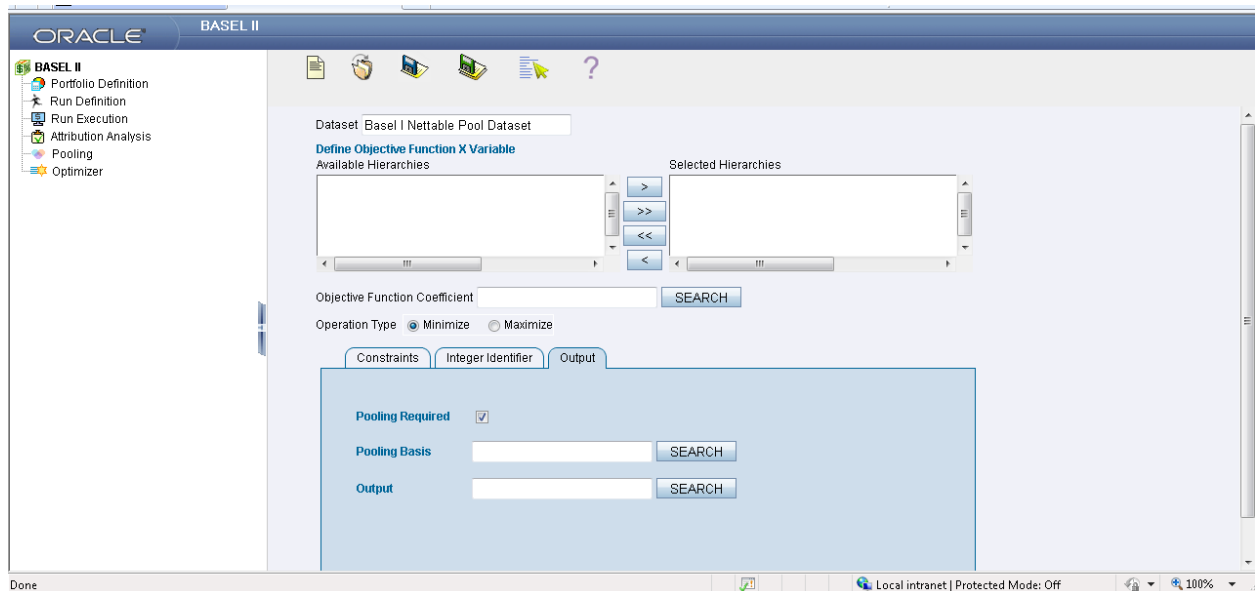 ORACLE
BASEL II
BASEL II
Portfolio Definition
Run Definition
Run Execution
Attribution Analysis
Pooling
Optimizer
?
Dataset Basel I Nettable Pool Dataset
Define Objective Function X Variable
Available Hierarchies
Selected Hierarchies
>
>>
<<
<
Objective Function Coefficient SEARCH
Operation Type Minimize Maximize
Constraints Integer Identifier Output
Pooling Required
Pooling Basis SEARCH
Output SEARCH
Done Local intranet | Protected Mode: Off 100%